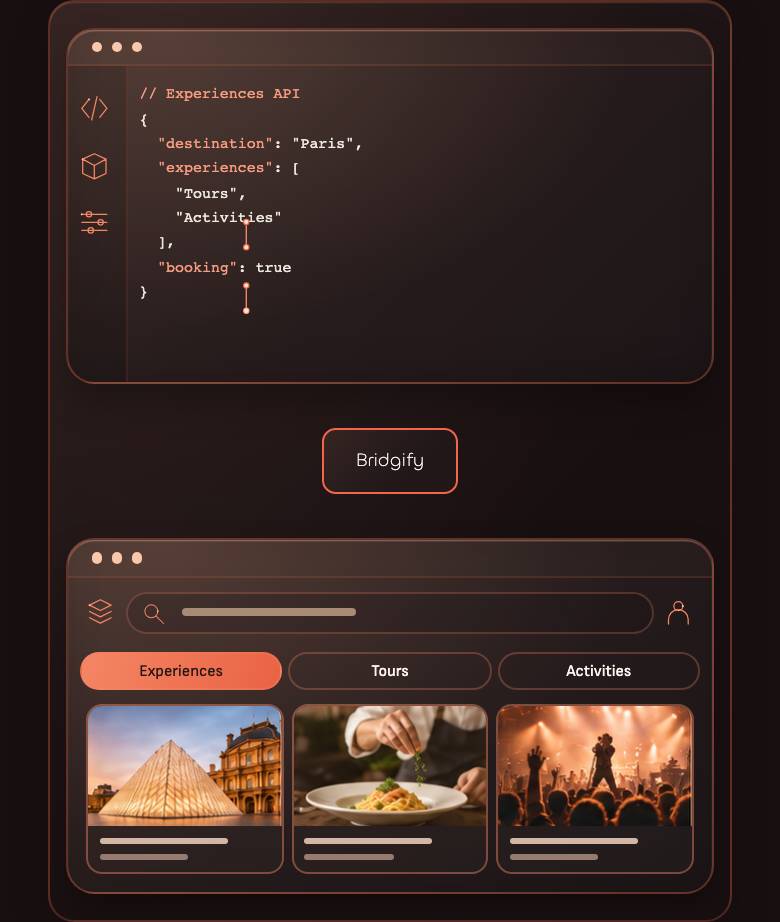 // Experiences API
{
"destination": "Paris",
"experiences": [
"Tours",
"Activities"
],
"booking": true
}
Bridgify
Experiences Tours Activities